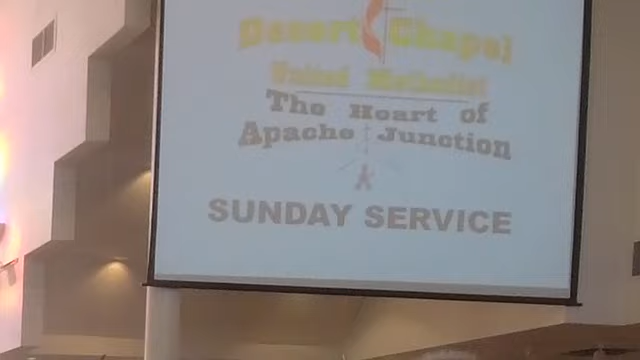 Desert Chapel
United Methodist
The Heart of
Apache Junction
SUNDAY SERVICE